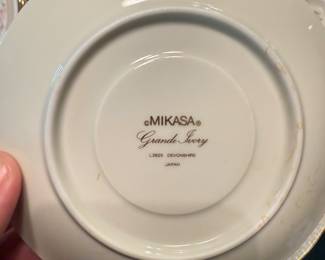 ©MIKASA®
Grande Ivory
DEVONSHIRE
JAPAN